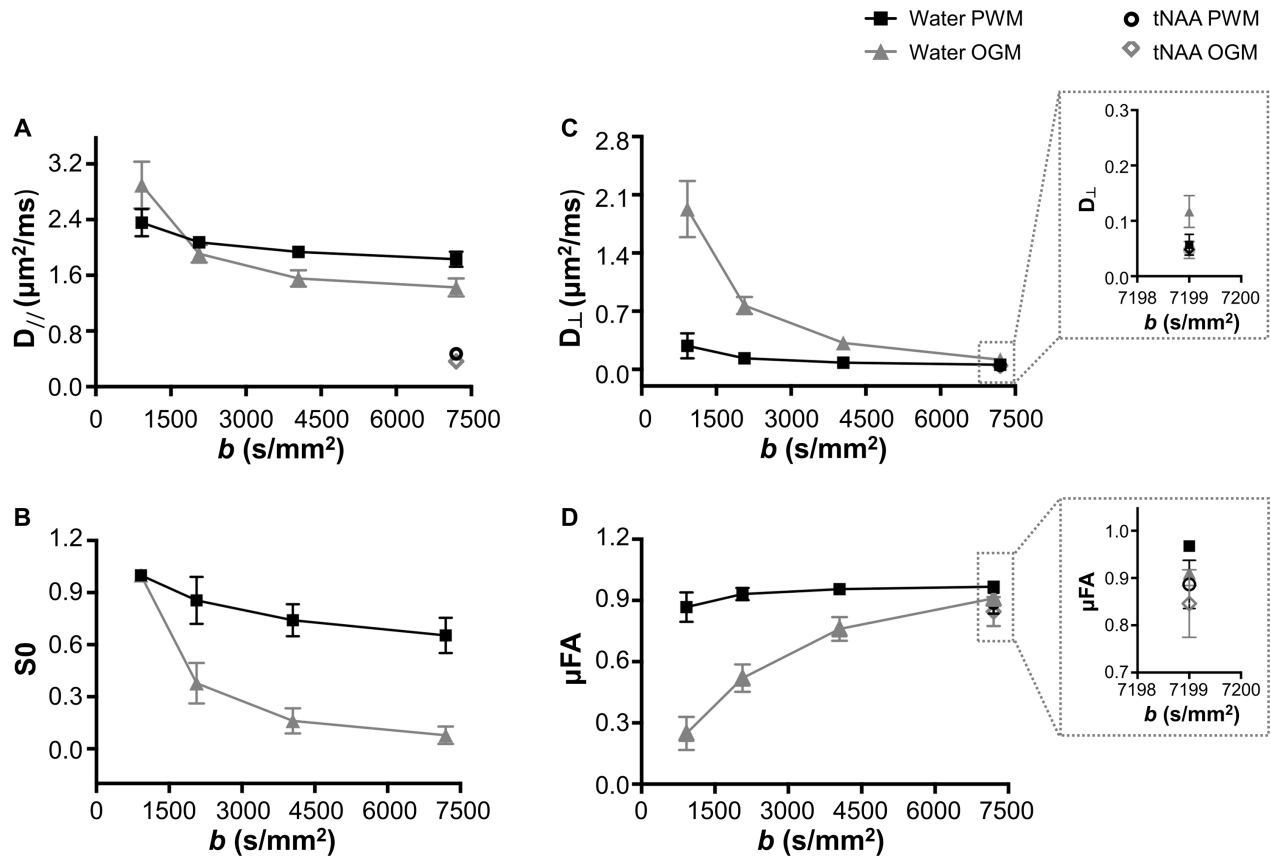 Water PWM
tNAA PWM
Water OGM
tNAA OGM
A
D// (μm²/ms)
3.2
2.4
1.6
0.8
0.0
0 1500 3000 4500 6000 7500
b (s/mm²)
C
D⊥ (μm²/ms)
2.8
2.1
1.4
0.7
0.0
0 1500 3000 4500 6000 7500
b (s/mm²)
D⊥
0.3
0.2
0.1
0.0
7198 7199 7200
b (s/mm²)
B
S0
1.2
0.9
0.6
0.3
0.0
0 1500 3000 4500 6000 7500
b (s/mm²)
D
μFA
1.2
0.9
0.6
0.3
0.0
0 1500 3000 4500 6000 7500
b (s/mm²)
μFA
1.0
0.9
0.8
0.7
7198 7199 7200
b (s/mm²)